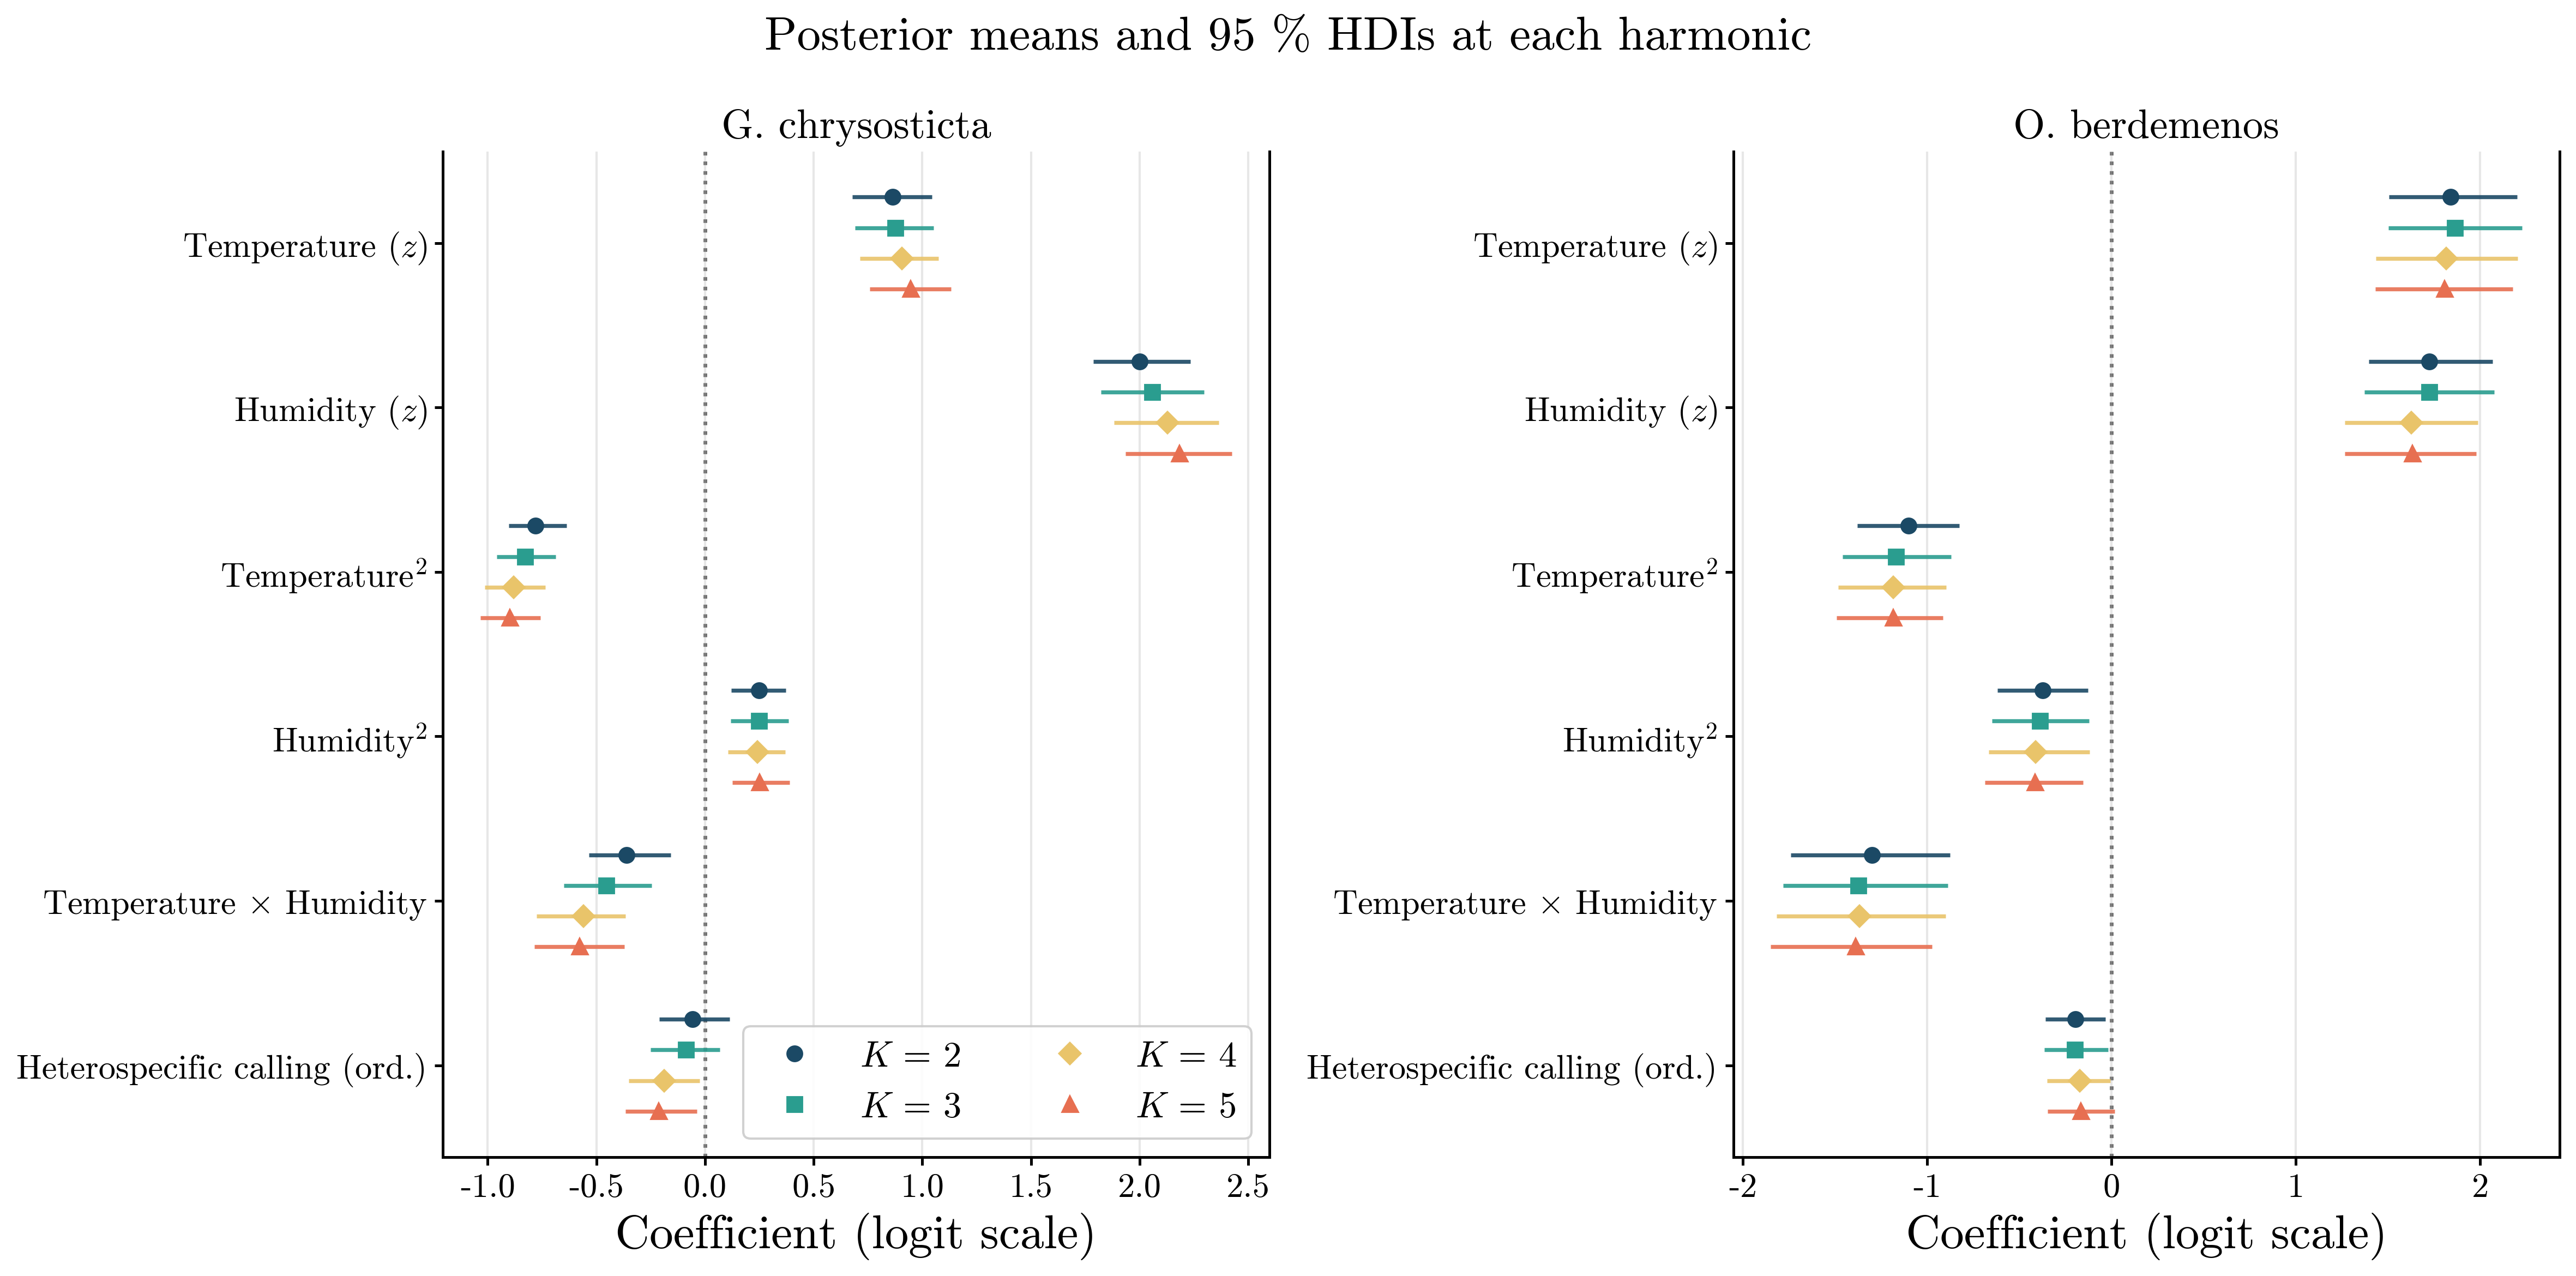 Posterior means and 95 % HDIs at each harmonic
G. chrysosticta
Temperature (z)
Humidity (z)
Temperature²
Humidity²
Temperature × Humidity
Heterospecific calling (ord.)
K = 2
K = 3
K = 4
K = 5
-1.0 -0.5 0.0 0.5 1.0 1.5 2.0 2.5
Coefficient (logit scale)
O. berdemenos
Temperature (z)
Humidity (z)
Temperature²
Humidity²
Temperature × Humidity
Heterospecific calling (ord.)
-2 -1 0 1 2
Coefficient (logit scale)